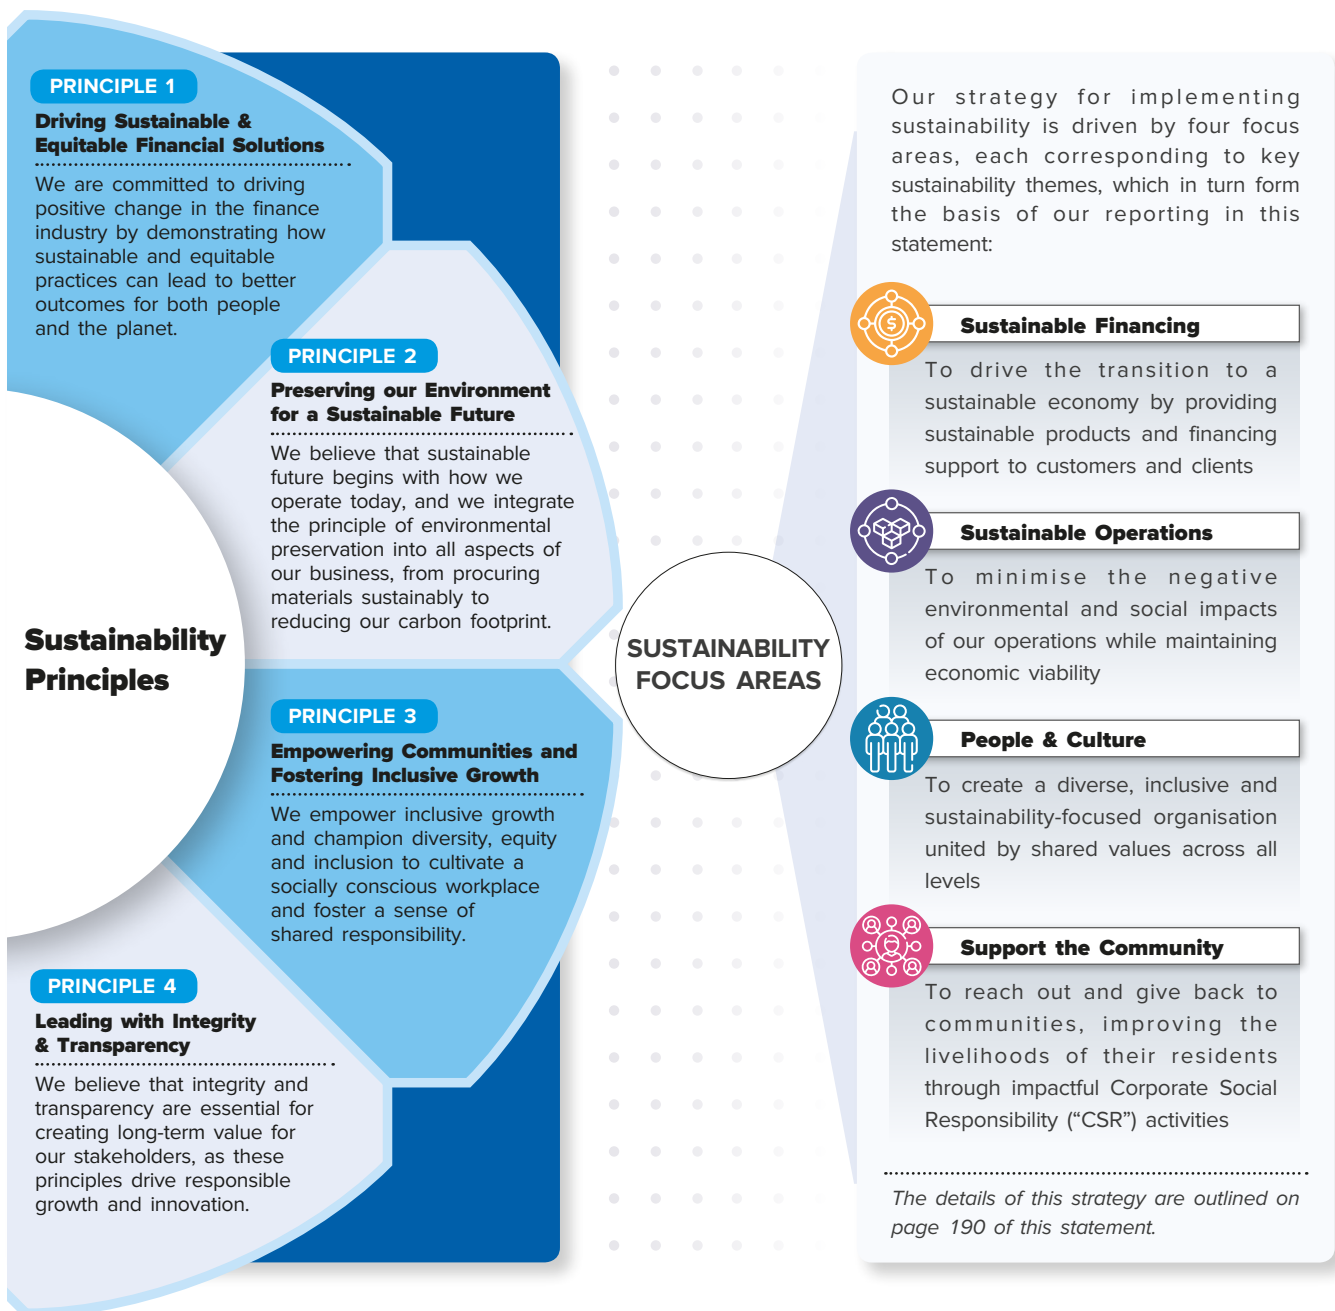 PRINCIPLE 1
Driving Sustainable &
Equitable Financial Solutions
We are committed to driving
positive change in the finance
industry by demonstrating how
sustainable and equitable
practices can lead to better
outcomes for both people
and the planet.
PRINCIPLE 2
Preserving our Environment
for a Sustainable Future
We believe that sustainable
future begins with how we
operate today, and we integrate
the principle of environmental
preservation into all aspects of
our business, from procuring
materials sustainably to
reducing our carbon footprint.
Sustainability
Principles
PRINCIPLE 3
Empowering Communities and
Fostering Inclusive Growth
We empower inclusive growth
and champion diversity, equity
and inclusion to cultivate a
socially conscious workplace
and foster a sense of
shared responsibility.
PRINCIPLE 4
Leading with Integrity
& Transparency
We believe that integrity and
transparency are essential for
creating long-term value for
our stakeholders, as these
principles drive responsible
growth and innovation.
SUSTAINABILITY
FOCUS AREAS
Our strategy for implementing
sustainability is driven by four focus
areas, each corresponding to key
sustainability themes, which in turn form
the basis of our reporting in this
statement:
$
Sustainable Financing
To drive the transition to a
sustainable economy by providing
sustainable products and financing
support to customers and clients
Sustainable Operations
To minimise the negative
environmental and social impacts
of our operations while maintaining
economic viability
People & Culture
To create a diverse, inclusive and
sustainability-focused organisation
united by shared values across all
levels
Support the Community
To reach out and give back to
communities, improving the
livelihoods of their residents
through impactful Corporate Social
Responsibility (“CSR”) activities
The details of this strategy are outlined on
page 190 of this statement.